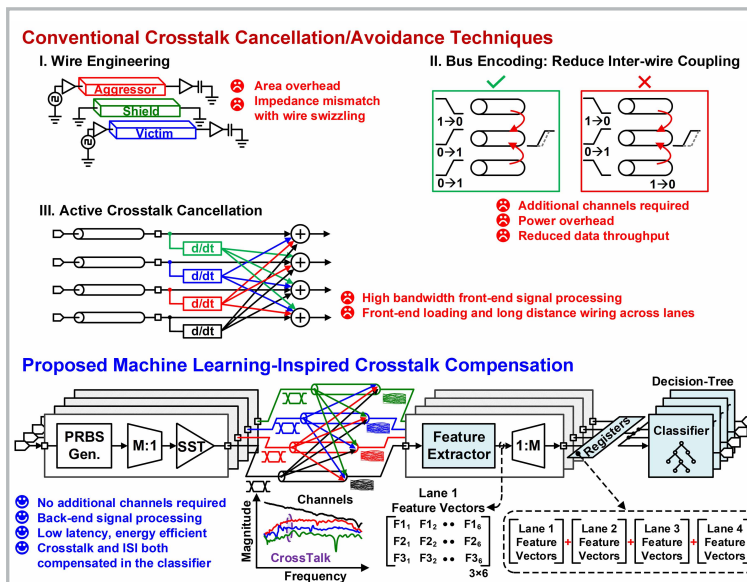 Conventional Crosstalk Cancellation/Avoidance Techniques
I. Wire Engineering
Aggressor
Shield
Victim
Area overhead
Impedance mismatch
with wire swizzling
II. Bus Encoding: Reduce Inter-wire Coupling
1→0
0→1
0→1
1→0
0→1
1→0
Additional channels required
Power overhead
Reduced data throughput
III. Active Crosstalk Cancellation
d/dt
d/dt
d/dt
d/dt
High bandwidth front-end signal processing
Front-end loading and long distance wiring across lanes
Proposed Machine Learning-Inspired Crosstalk Compensation
PRBS
Gen.
M:1
SST
Feature
Extractor
1:M
Registers
Decision-Tree
Classifier
No additional channels required
Back-end signal processing
Low latency, energy efficient
Crosstalk and ISI both
compensated in the classifier
Channels
Magnitude
CrossTalk
Frequency
Lane 1
Feature Vectors
F1₁ F1₂ •• F1₆
F2₁ F2₂ •• F2₆
F3₁ F3₂ •• F3₆
3×6
Lane 1 Feature Vectors + Lane 2 Feature Vectors + Lane 3 Feature Vectors + Lane 4 Feature Vectors